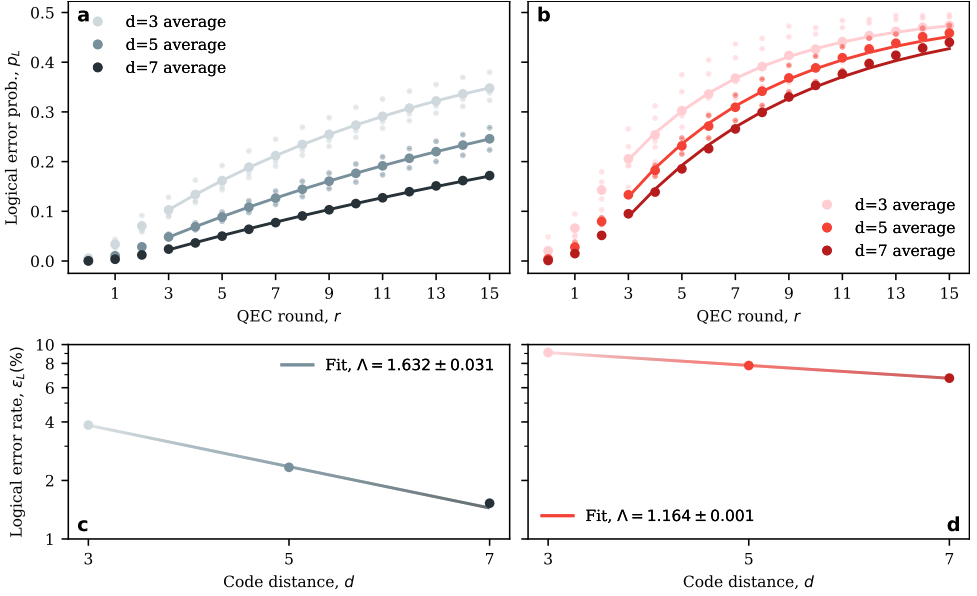 a
d=3 average
d=5 average
d=7 average
0.5
0.4
0.3
0.2
0.1
0.0
Logical error prob., pL
1 3 5 7 9 11 13 15
QEC round, r
b
d=3 average
d=5 average
d=7 average
1 3 5 7 9 11 13 15
QEC round, r
10
8
6
4
2
1
Logical error rate, εL(%)
Fit, Λ = 1.632 ± 0.031
c
3 5 7
Code distance, d
Fit, Λ = 1.164 ± 0.001
d
3 5 7
Code distance, d